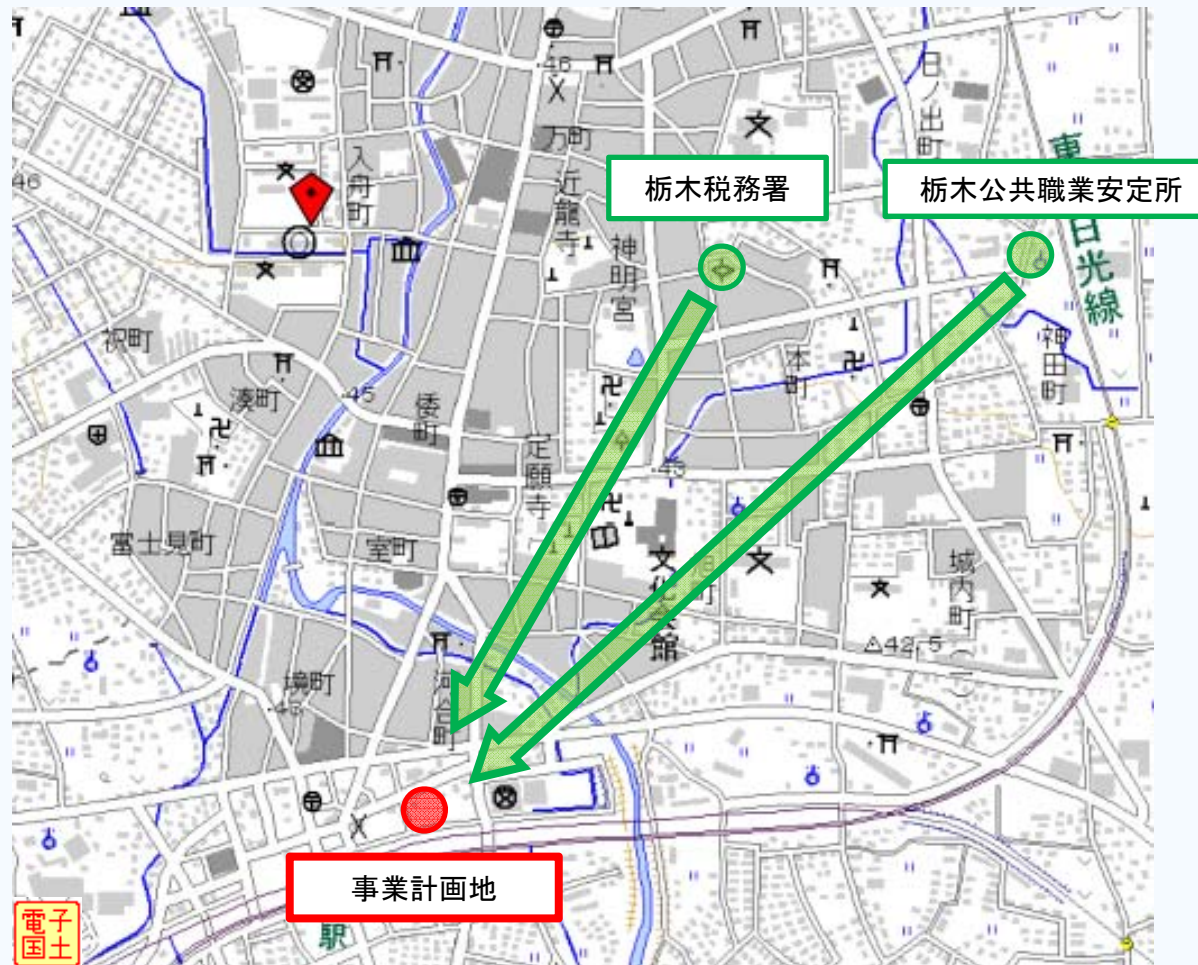 46
日ノ出町
万町
入舟町
近龍寺
栃木税務署
東
栃木公共職業安定所
日光線
46
神明宮
神田町
祝町
本町
湊町
45
倭町
定願寺
45
富士見町
室町
文化会館
城内町
42.5
境町
河合町
事業計画地
駅
電子
国土